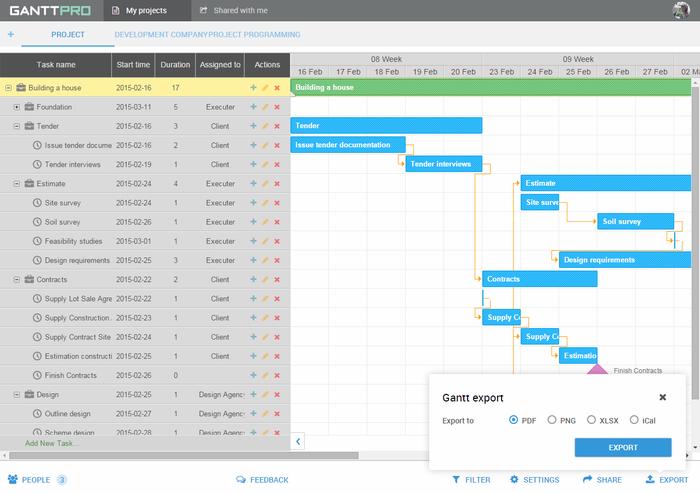 GANTTPRO My projects Shared with me
+ PROJECT DEVELOPMENT COMPANY PROJECT PROGRAMMING
Task name Start time Duration Assigned to Actions 08 Week 09 Week
16 Feb 17 Feb 18 Feb 19 Feb 20 Feb 23 Feb 24 Feb 25 Feb 26 Feb 27 Feb 02 Ma
Building a house 2015-02-16 17 Building a house
Foundation 2015-03-11 5 Executer
Tender 2015-02-16 3 Client Tender
Issue tender docume 2015-02-16 2 Client Issue tender documentation
Tender interviews 2015-02-19 1 Client Tender interviews
Estimate 2015-02-24 4 Executer Estimate
Site survey 2015-02-24 1 Executer Site surve
Soil survey 2015-02-26 1 Executer Soil survey
Feasibility studies 2015-03-01 1 Executer
Design requirements 2015-02-25 3 Executer Design requirements
Contracts 2015-02-22 2 Client Contracts
Supply Lot Sale Agre 2015-02-22 1 Client
Supply Construction 2015-02-23 1 Client Supply C
Supply Contract Site 2015-02-24 1 Client Supply C
Estimation constructi 2015-02-25 1 Client Estimatio
Finish Contracts 2015-02-26 0 Finish Contracts
Design 2015-02-25 1 Design Agenc
Outline design 2015-02-27 1 Design Agenc
Scheme design 2015-02-28 1 Design Agenc
Add New Task...
Gantt export
Export to PDF PNG XLSX iCal
EXPORT
PEOPLE 3 FEEDBACK FILTER SETTINGS SHARE EXPORT